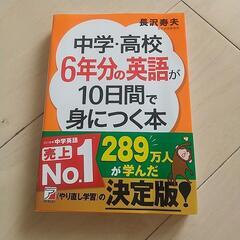 長沢寿夫
中学・高校
6年分の英語が
10日間で
身につく本
中学英語
売上
No.1
289万人
が学んだ
「やり直し学習」の
決定版!
ASUKA BOOK